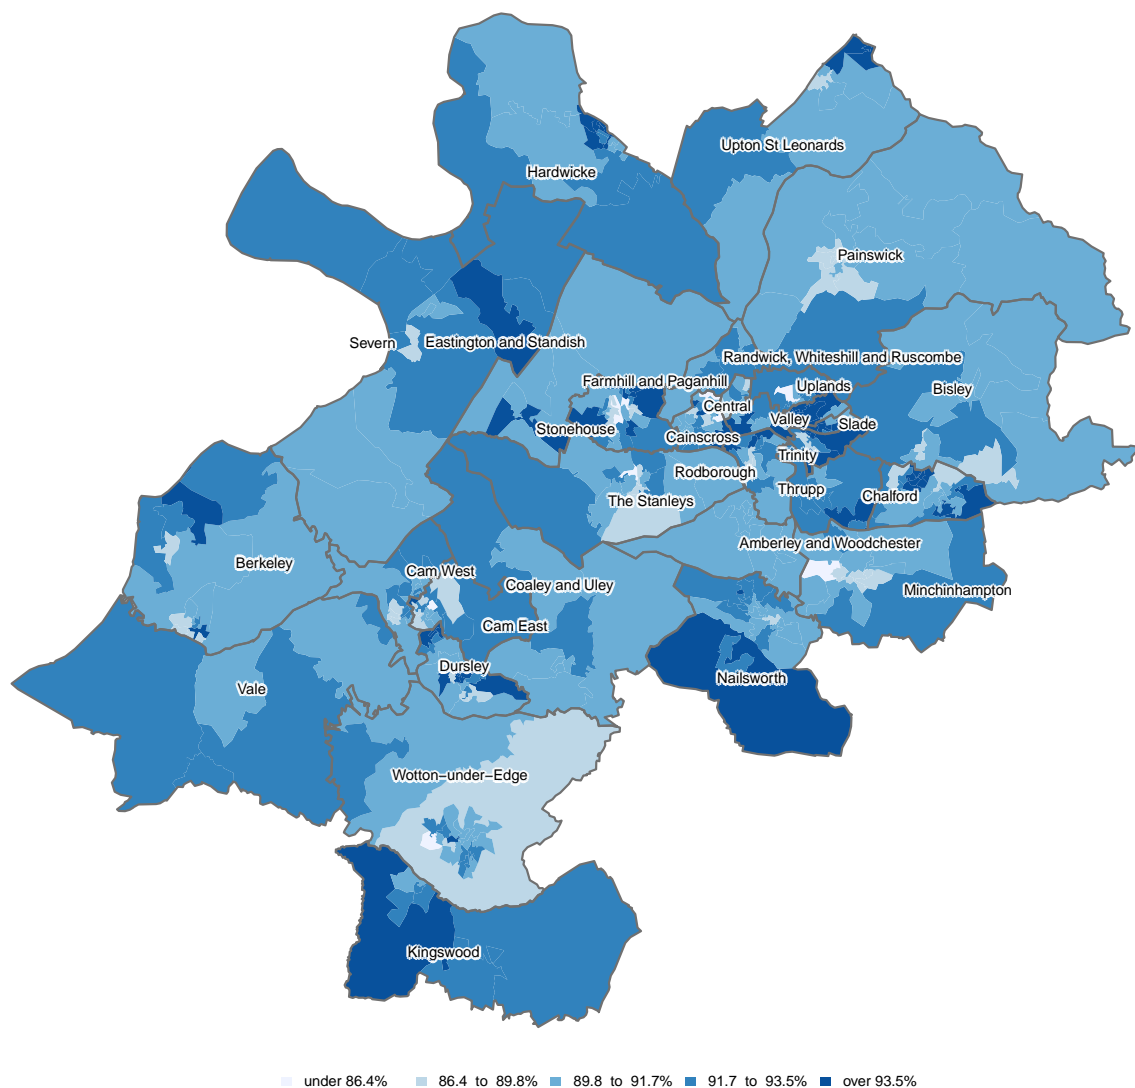 Upton St Leonards
Hardwicke
Painswick
Severn
Eastington and Standish
Randwick, Whiteshill and Ruscombe
Farmhill and Paganhill
Uplands
Bisley
Central
Valley
Slade
Stonehouse
Cainscross
Trinity
Rodborough
Thrupp
Chalford
The Stanleys
Amberley and Woodchester
Berkeley
Cam West
Coaley and Uley
Minchinhampton
Cam East
Dursley
Nailsworth
Vale
Wotton−under−Edge
Kingswood
under 86.4% 86.4 to 89.8% 89.8 to 91.7% 91.7 to 93.5% over 93.5%